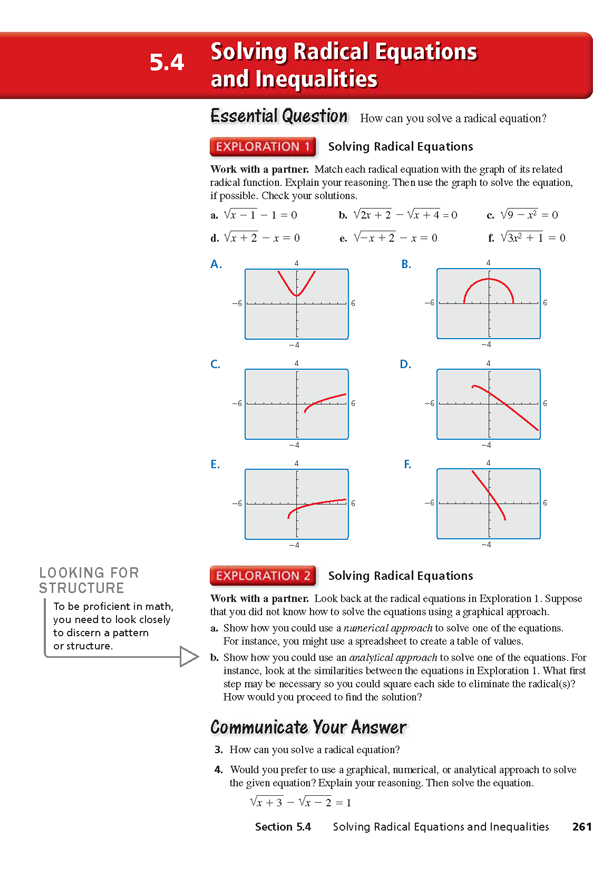 5.4
Solving Radical Equations
and Inequalities
Essential Question How can you solve a radical equation?
EXPLORATION 1 Solving Radical Equations
Work with a partner. Match each radical equation with the graph of its related
radical function. Explain your reasoning. Then use the graph to solve the equation,
if possible. Check your solutions.
a. √(x − 1) − 1 = 0 b. √(2x + 2) − √(x + 4) = 0 c. √(9 − x²) = 0
d. √(x + 2) − x = 0 e. √(−x + 2) − x = 0 f. √(3x² + 1) = 0
A. B.
4 4
−6 6 −6 6
−4 −4
C. D.
4 4
−6 6 −6 6
−4 −4
E. F.
4 4
−6 6 −6 6
−4 −4
LOOKING FOR
STRUCTURE
To be proficient in math,
you need to look closely
to discern a pattern
or structure.
EXPLORATION 2 Solving Radical Equations
Work with a partner. Look back at the radical equations in Exploration 1. Suppose
that you did not know how to solve the equations using a graphical approach.
a. Show how you could use a numerical approach to solve one of the equations.
For instance, you might use a spreadsheet to create a table of values.
b. Show how you could use an analytical approach to solve one of the equations. For
instance, look at the similarities between the equations in Exploration 1. What first
step may be necessary so you could square each side to eliminate the radical(s)?
How would you proceed to find the solution?
Communicate Your Answer
3. How can you solve a radical equation?
4. Would you prefer to use a graphical, numerical, or analytical approach to solve
the given equation? Explain your reasoning. Then solve the equation.
√(x + 3) − √(x − 2) = 1
Section 5.4 Solving Radical Equations and Inequalities 261